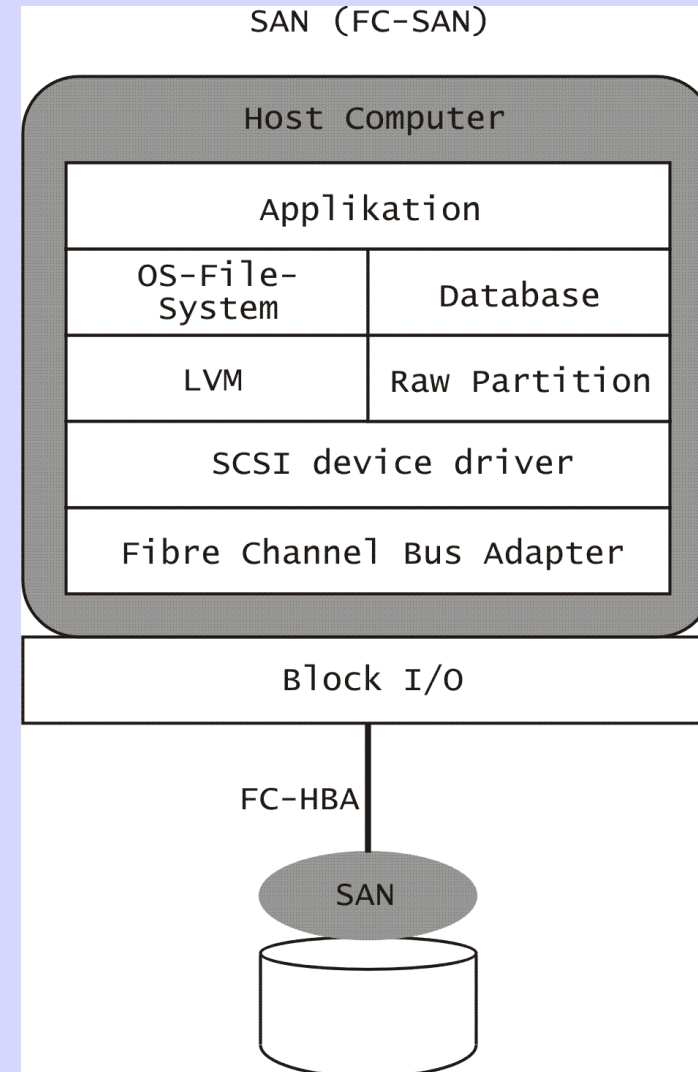 SAN (FC-SAN)
Host Computer
Applikation
OS-File-
System
Database
LVM
Raw Partition
SCSI device driver
Fibre Channel Bus Adapter
Block I/O
FC-HBA
SAN